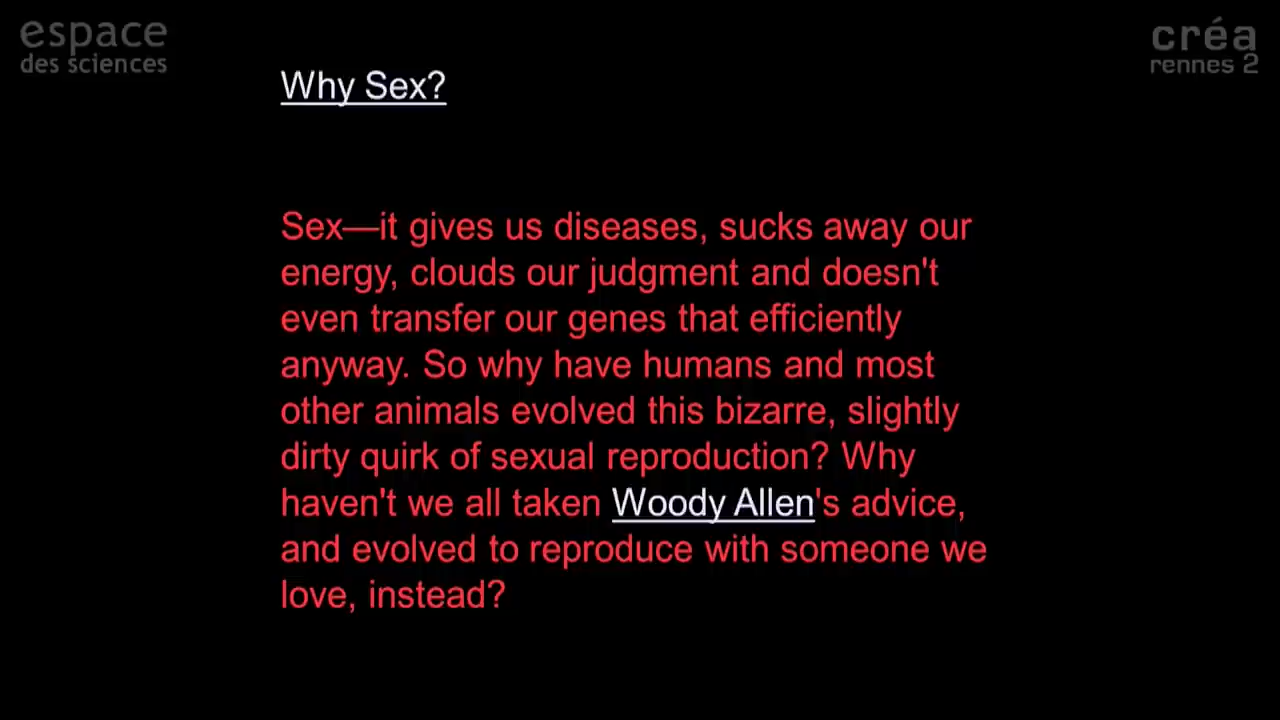 espace
des sciences
créa
rennes 2
Why Sex?
Sex—it gives us diseases, sucks away our
energy, clouds our judgment and doesn't
even transfer our genes that efficiently
anyway. So why have humans and most
other animals evolved this bizarre, slightly
dirty quirk of sexual reproduction? Why
haven't we all taken Woody Allen's advice,
and evolved to reproduce with someone we
love, instead?